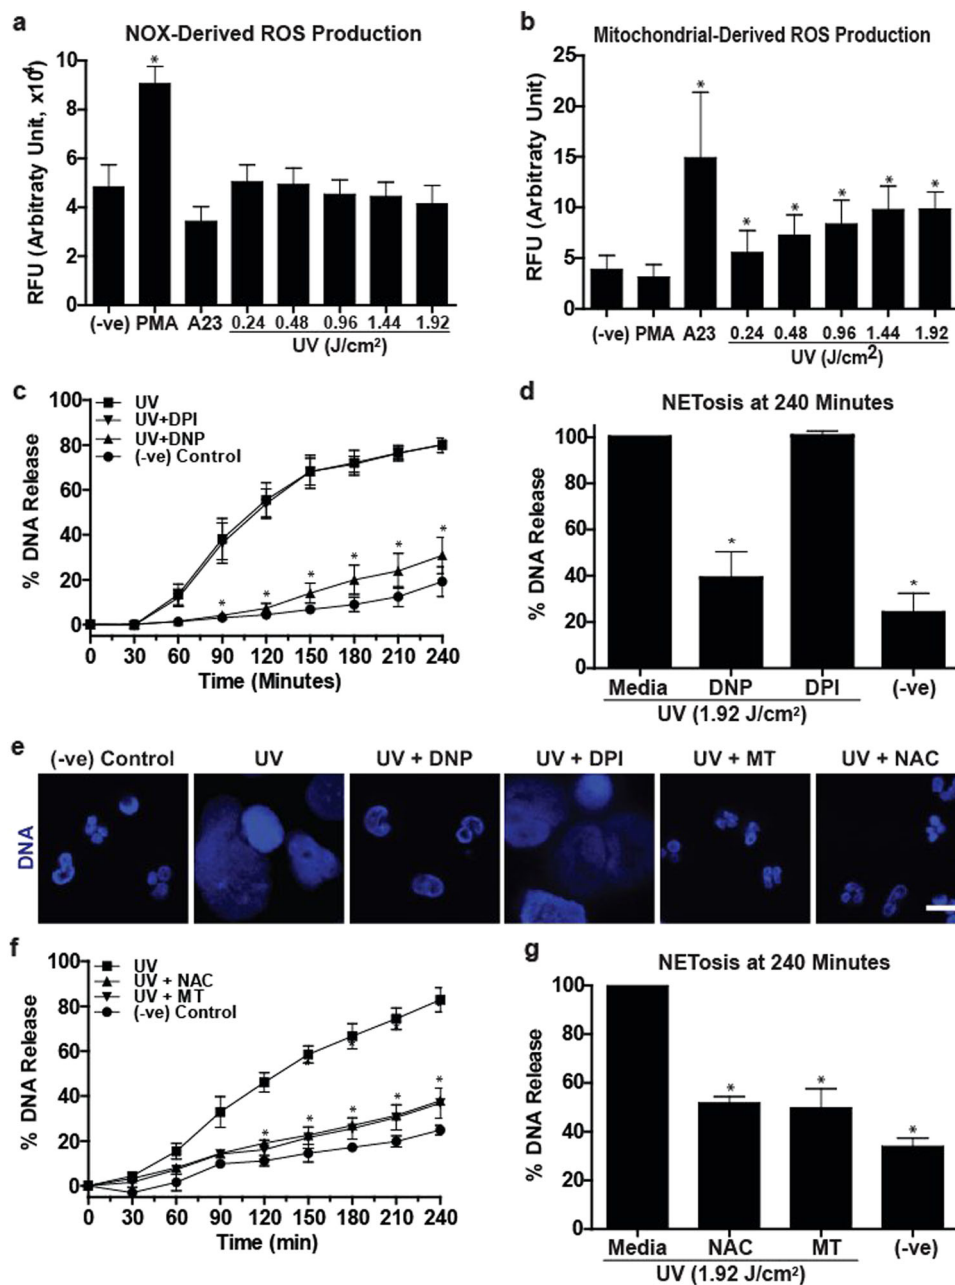 a
NOX-Derived ROS Production
RFU (Arbitraty Unit, x10⁴)
10
8
6
4
2
0
(-ve) PMA A23 0.24 0.48 0.96 1.44 1.92
UV (J/cm²)
*
b
Mitochondrial-Derived ROS Production
RFU (Arbitraty Unit)
25
20
15
10
5
0
(-ve) PMA A23 0.24 0.48 0.96 1.44 1.92
UV (J/cm²)
* * * * * *
c
UV
UV+DPI
UV+DNP
(-ve) Control
% DNA Release
100
80
60
40
20
0
* * * * * *
0 30 60 90 120 150 180 210 240
Time (Minutes)
d
NETosis at 240 Minutes
% DNA Release
100
80
60
40
20
0
* *
Media DNP DPI (-ve)
UV (1.92 J/cm²)
e
(-ve) Control UV UV + DNP UV + DPI UV + MT UV + NAC
DNA
f
UV
UV + NAC
UV + MT
(-ve) Control
% DNA Release
100
80
60
40
20
0
* * * * *
0 30 60 90 120 150 180 210 240
Time (min)
g
NETosis at 240 Minutes
% DNA Release
100
80
60
40
20
0
* * *
Media NAC MT (-ve)
UV (1.92 J/cm²)